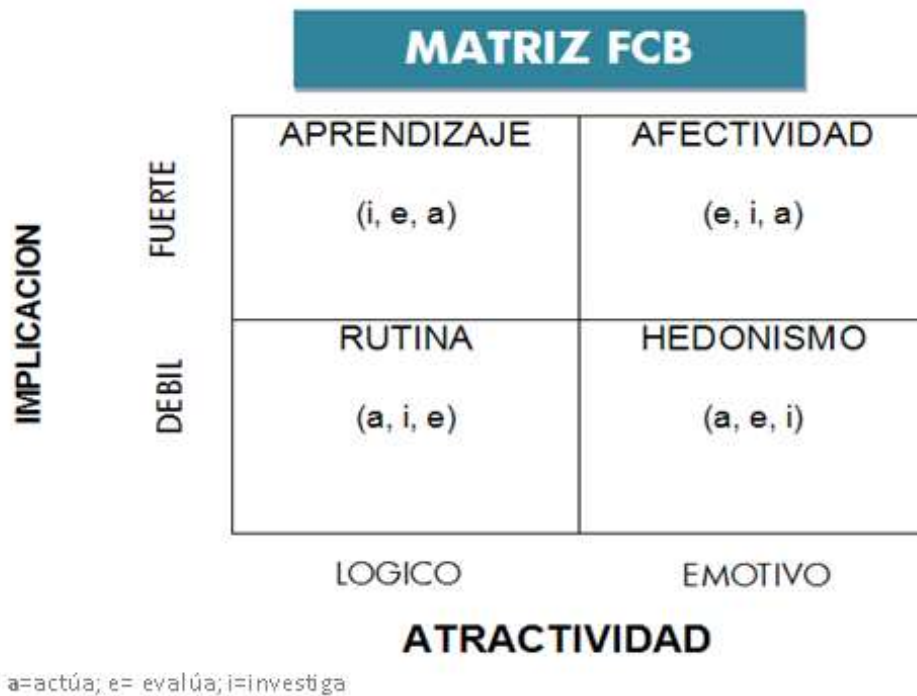 MATRIZ FCB
APRENDIZAJE
AFECTIVIDAD
(i, e, a)
(e, i, a)
FUERTE
IMPLICACION
RUTINA
HEDONISMO
(a, i, e)
(a, e, i)
DEBIL
LOGICO
EMOTIVO
ATRACTIVIDAD
a=actúa; e= evalúa; i=investiga